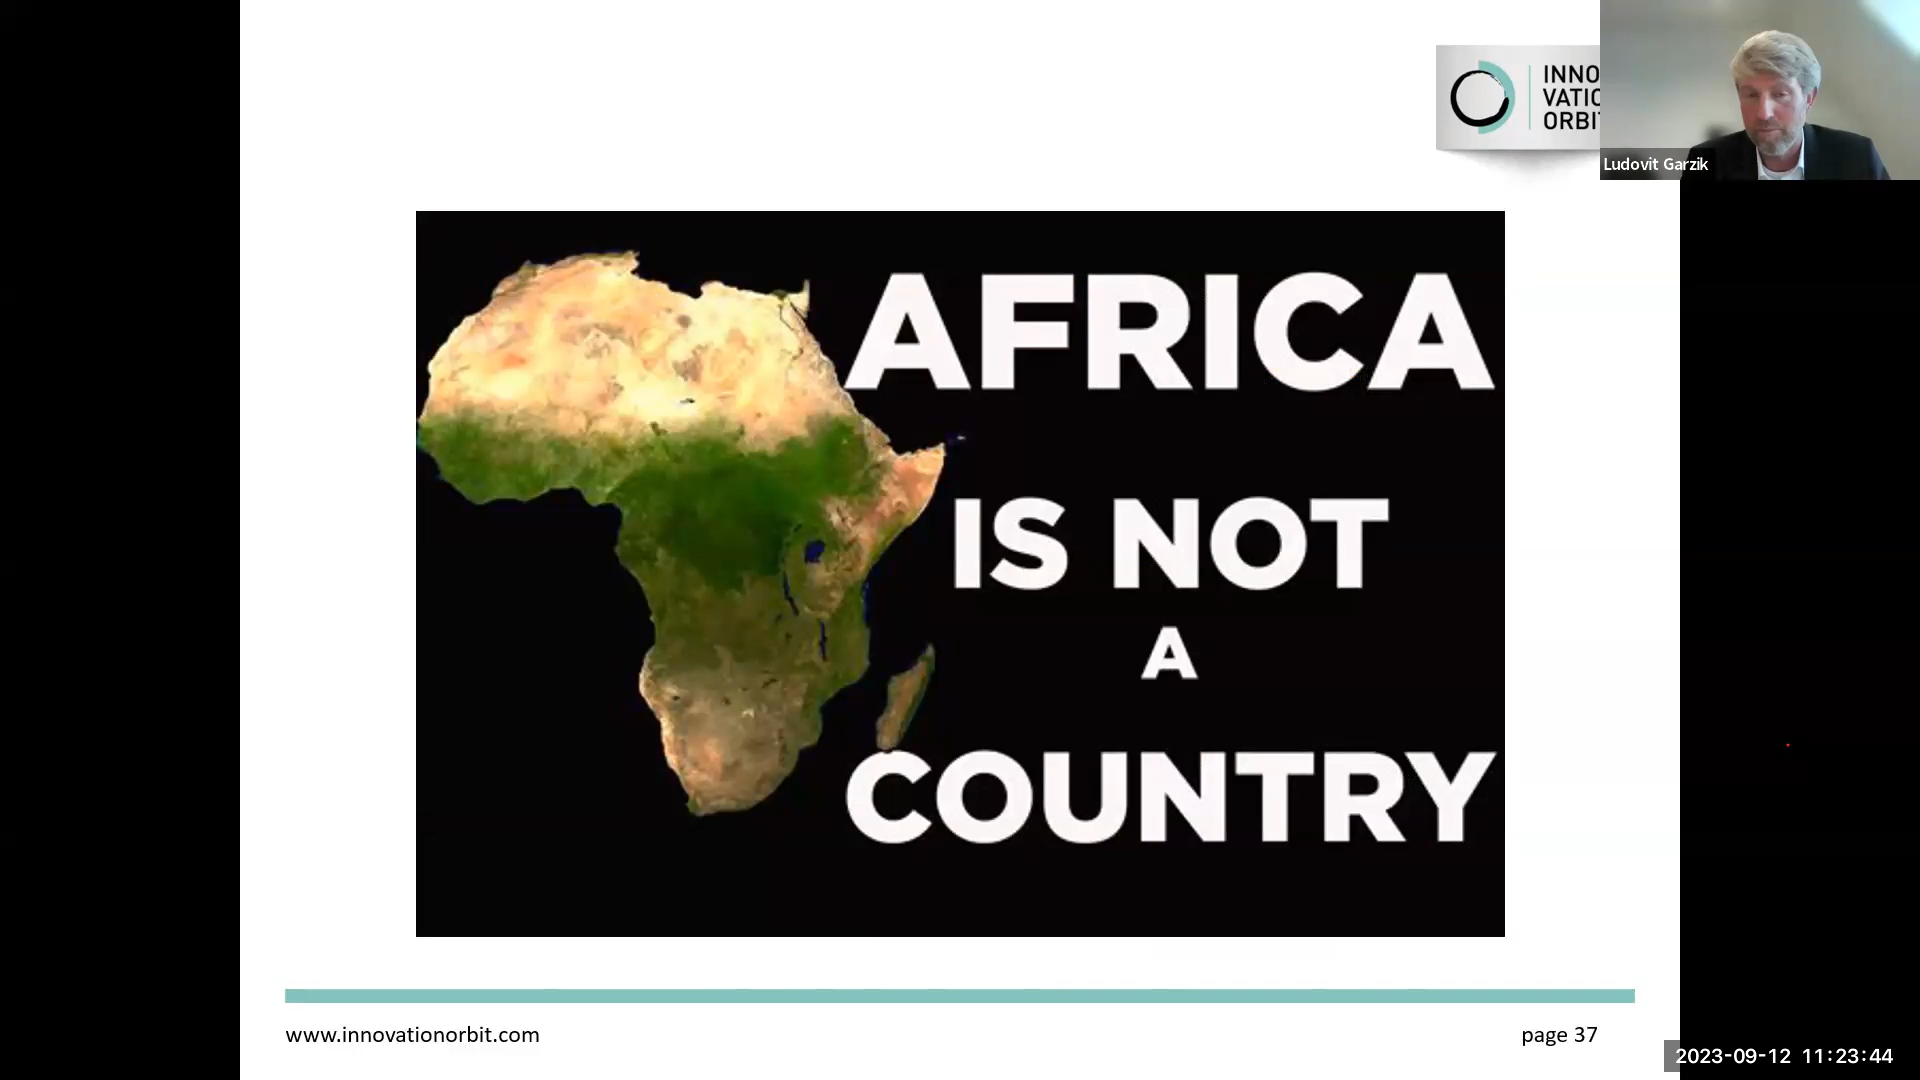 INNO
VATIO
ORBIT
Ludovit Garzik
AFRICA
IS NOT
A
COUNTRY
www.innovationorbit.com
page 37
2023-09-12 11:23:44